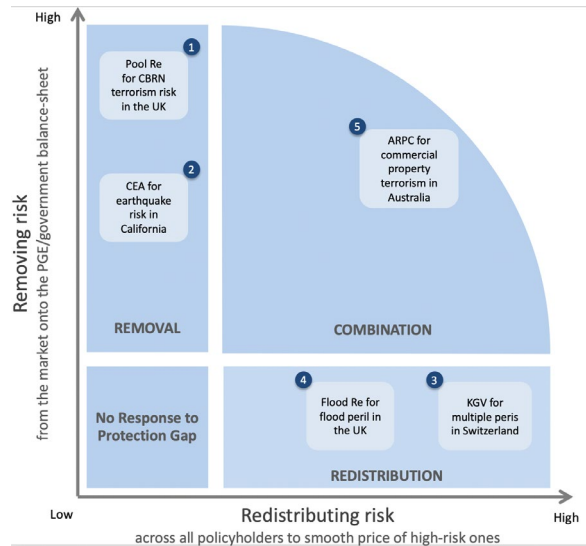 High
Removing risk
from the market onto the PGE/government balance-sheet
1
Pool Re
for CBRN
terrorism risk
in the UK
2
CEA for
earthquake
risk in
California
REMOVAL
5
ARPC for
commercial
property
terrorism in
Australia
COMBINATION
No Response to
Protection Gap
4
Flood Re for
flood peril in
the UK
3
KGV for
multiple peris
in Switzerland
REDISTRIBUTION
Low
Redistributing risk
High
across all policyholders to smooth price of high-risk ones